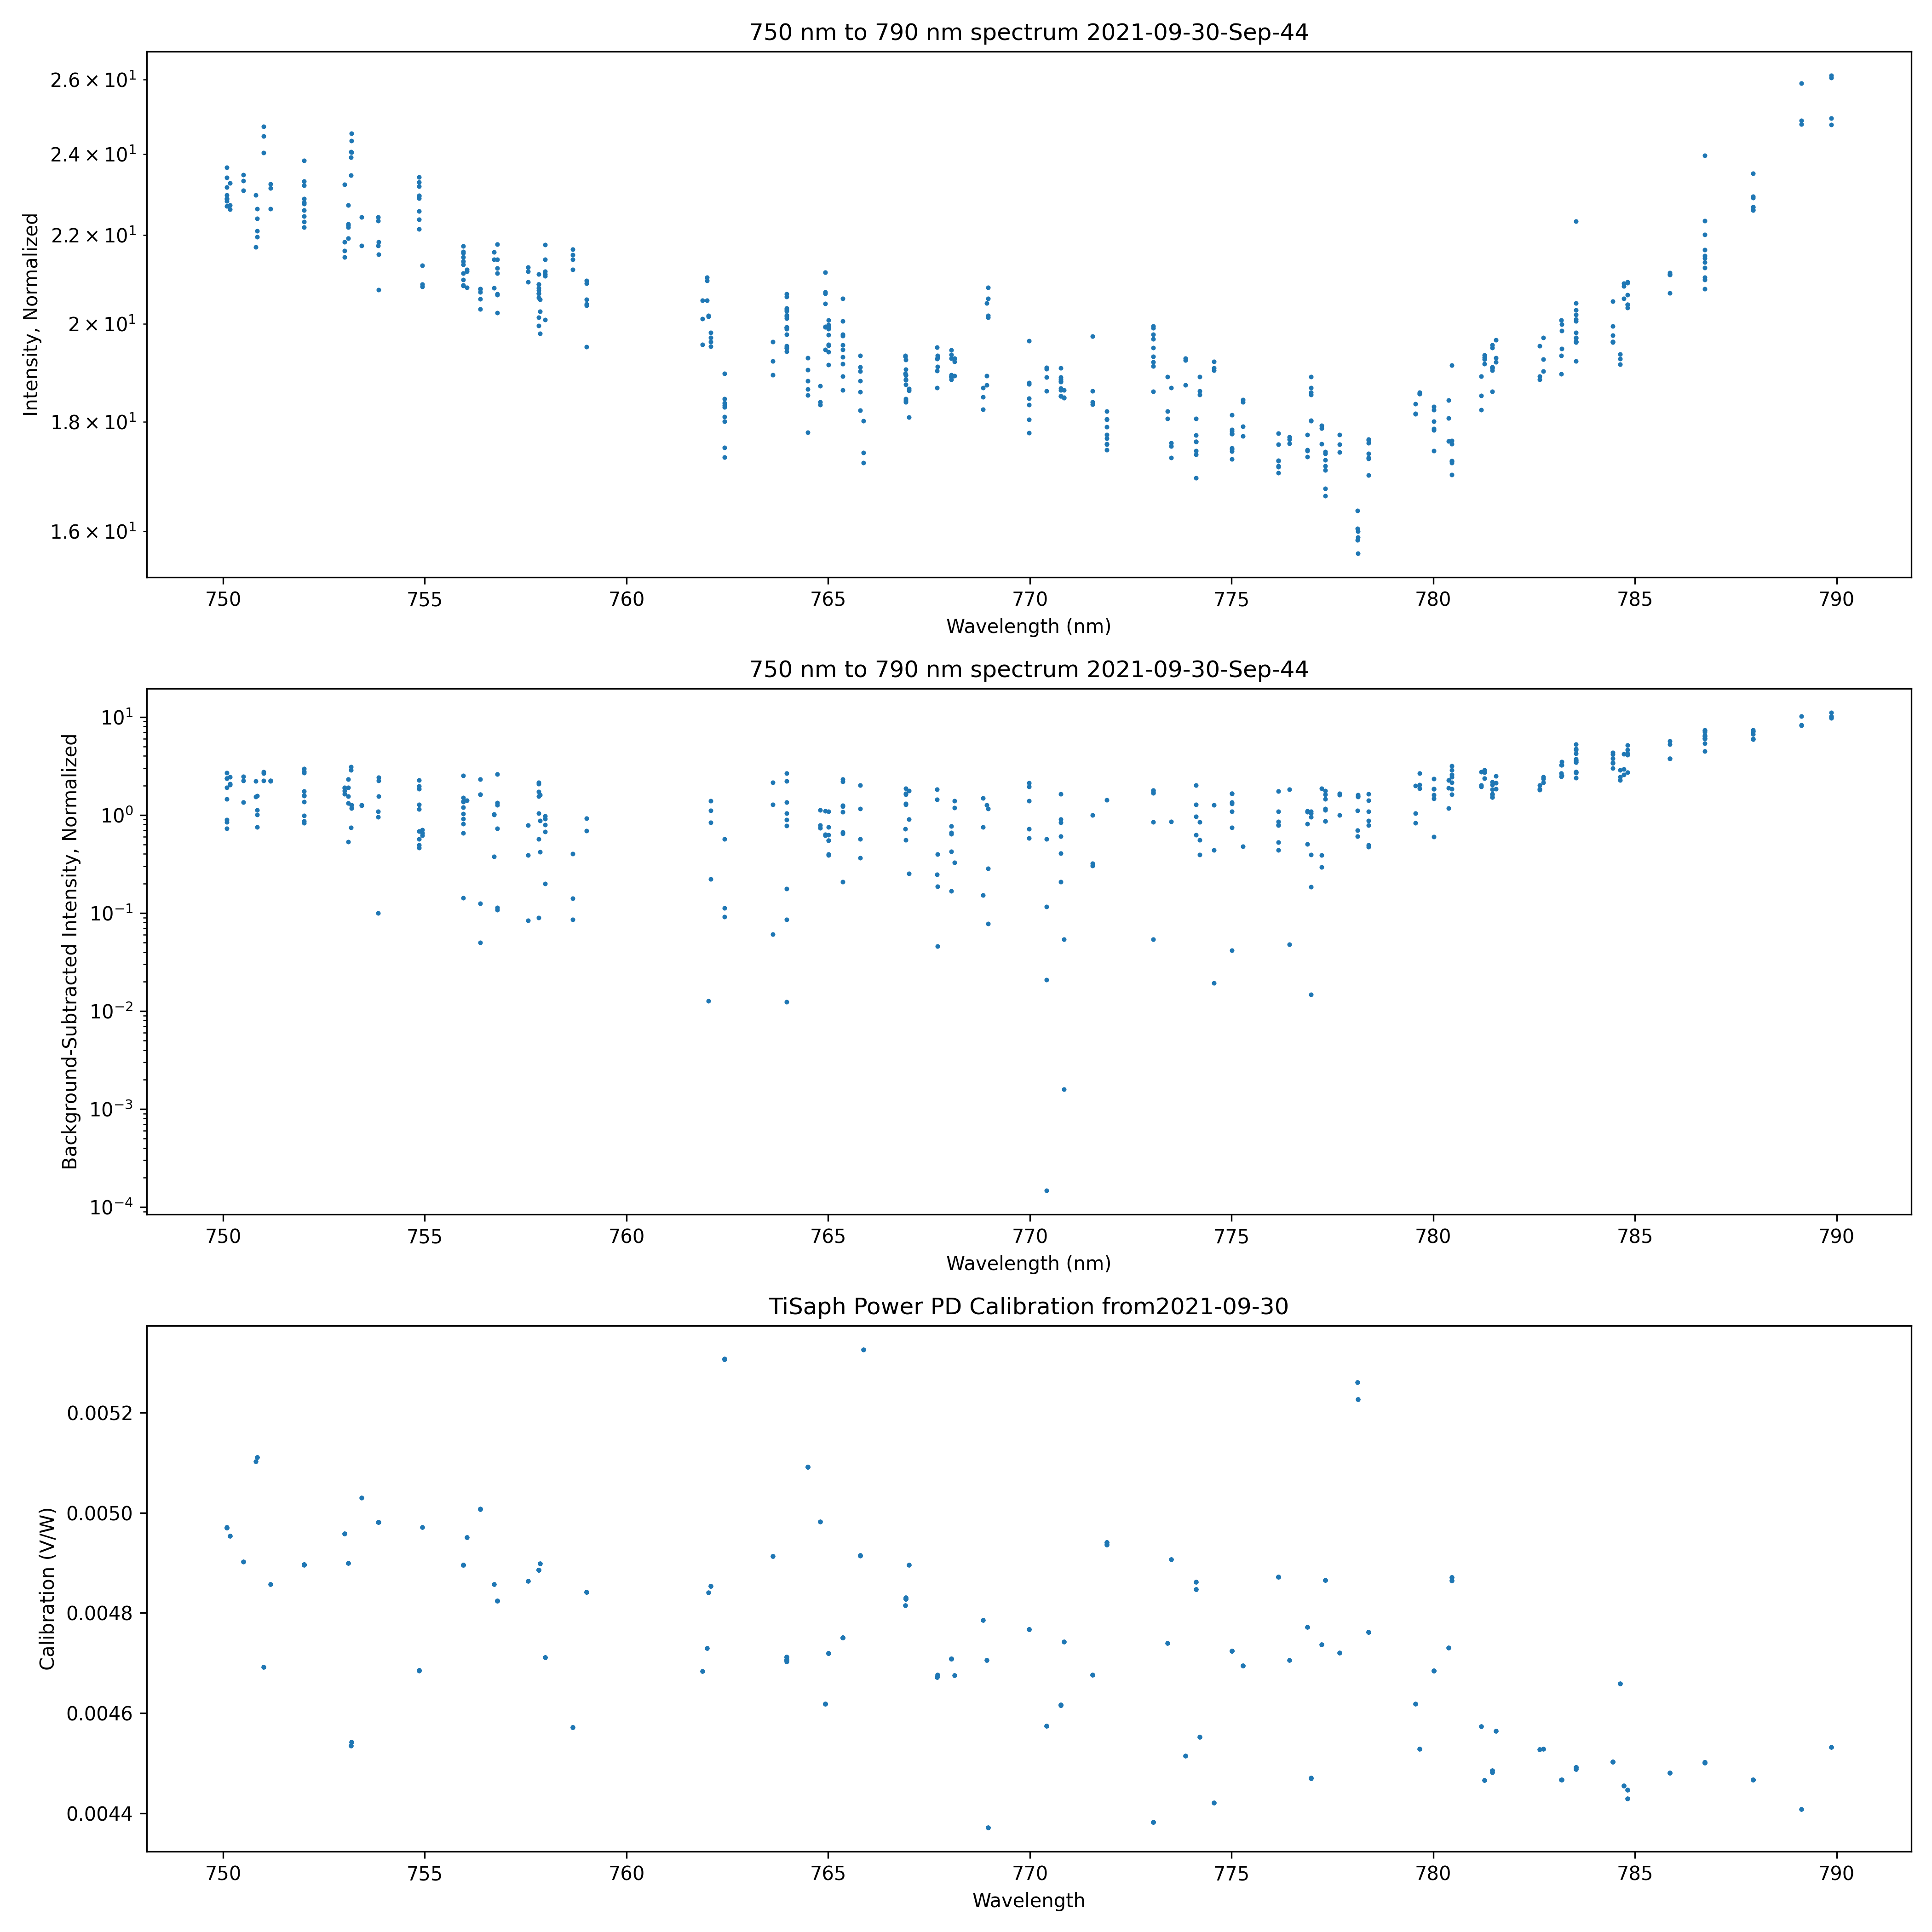 750 nm to 790 nm spectrum 2021-09-30-Sep-44
Intensity, Normalized
2.6 × 10¹
2.4 × 10¹
2.2 × 10¹
2 × 10¹
1.8 × 10¹
1.6 × 10¹
750 755 760 765 770 775 780 785 790
Wavelength (nm)
750 nm to 790 nm spectrum 2021-09-30-Sep-44
Background-Subtracted Intensity, Normalized
10¹
10⁰
10⁻¹
10⁻²
10⁻³
10⁻⁴
750 755 760 765 770 775 780 785 790
Wavelength (nm)
TiSaph Power PD Calibration from2021-09-30
Calibration (V/W)
0.0052
0.0050
0.0048
0.0046
0.0044
750 755 760 765 770 775 780 785 790
Wavelength